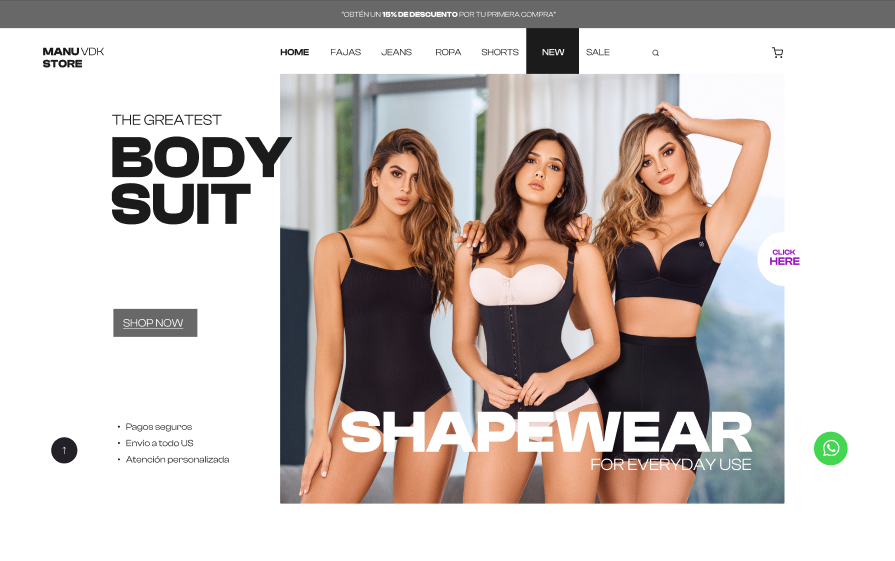 "OBTÉN UN 15% DE DESCUENTO POR TU PRIMERA COMPRA"
MANU VDK
STORE
HOME FAJAS JEANS ROPA SHORTS NEW SALE
THE GREATEST
BODY
SUIT
CLICK
HERE
SHOP NOW
SHAPEWEAR
FOR EVERYDAY USE
• Pagos seguros
• Envio a todo US
• Atención personalizada